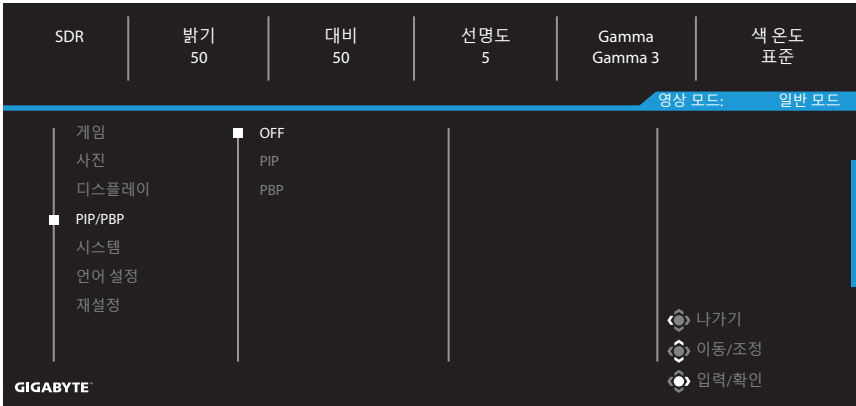 SDR 밝기 대비 선명도 Gamma 색 온도
50 50 5 Gamma 3 표준
영상 모드: 일반 모드
게임 OFF
사진 PIP
디스플레이 PBP
PIP/PBP
시스템
언어 설정
재설정
나가기
이동/조정
입력/확인
GIGABYTE™